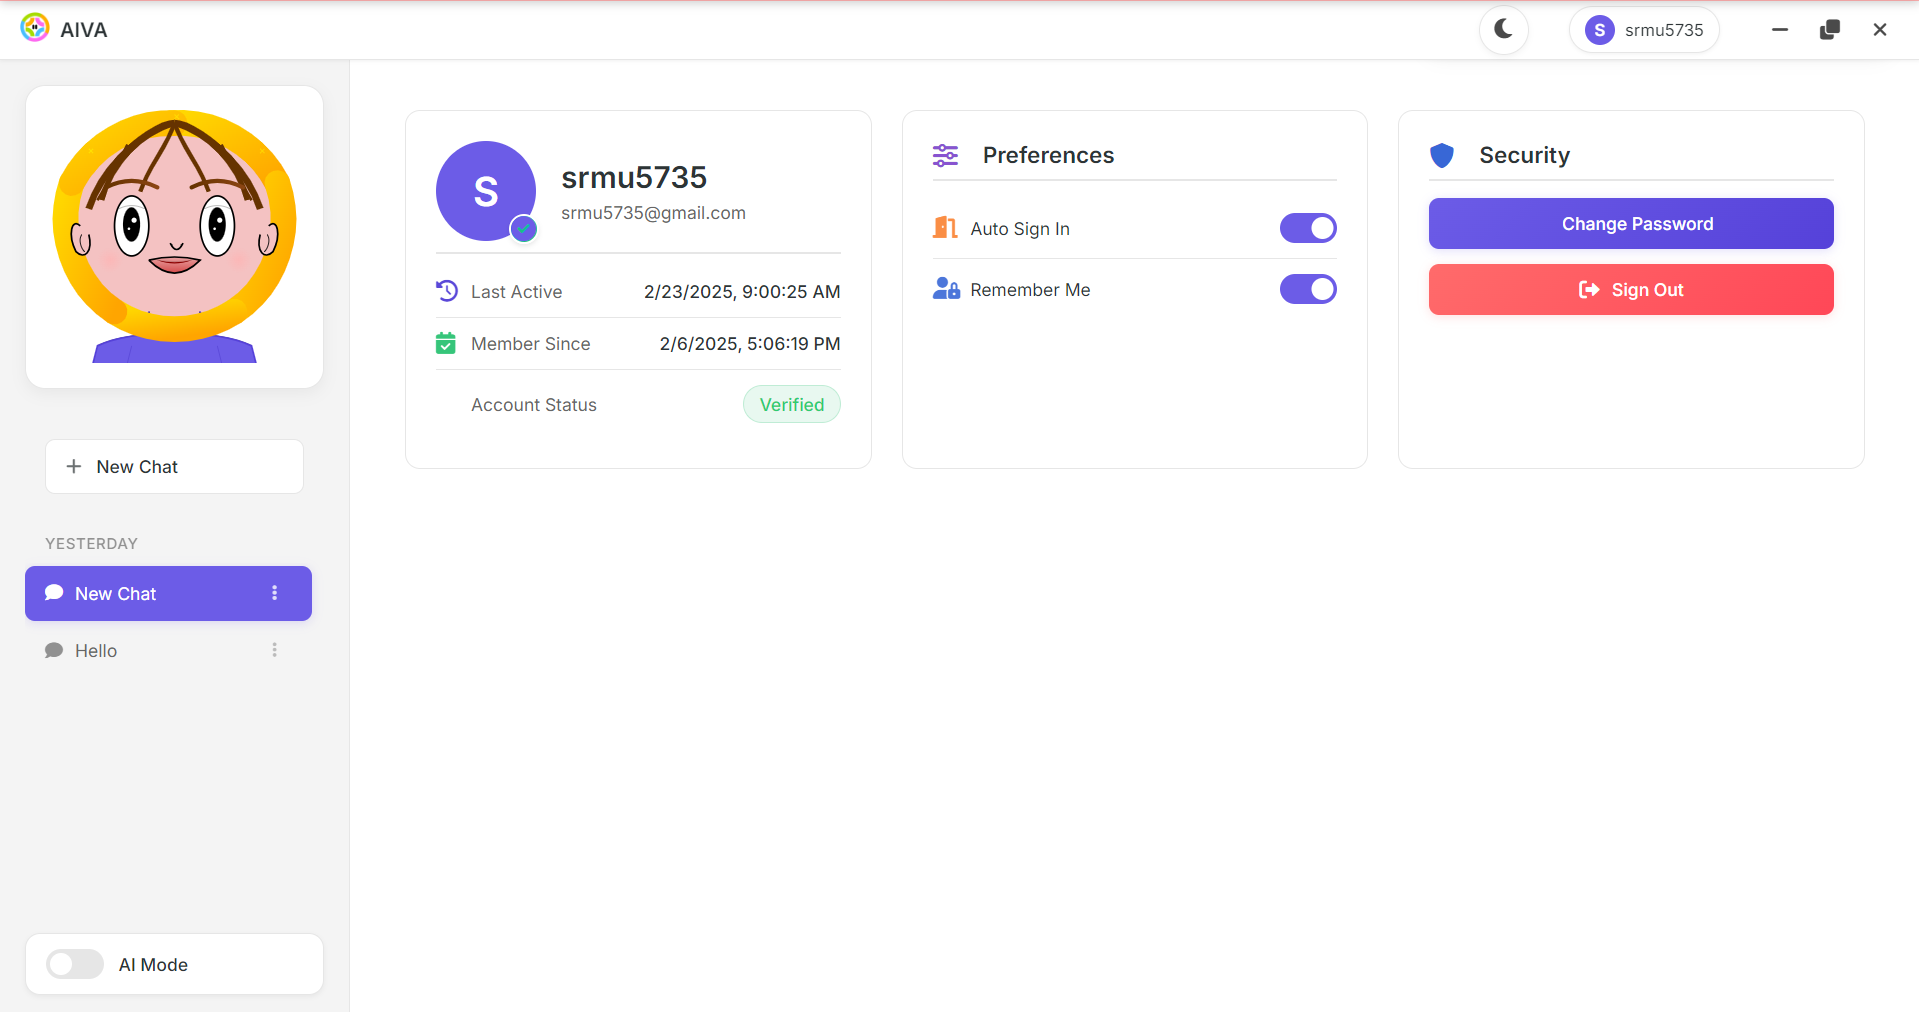 AIVA
S srmu5735
S
srmu5735
srmu5735@gmail.com
Last Active 2/23/2025, 9:00:25 AM
Member Since 2/6/2025, 5:06:19 PM
Account Status Verified
Preferences
Auto Sign In
Remember Me
Security
Change Password
Sign Out
New Chat
YESTERDAY
New Chat
Hello
AI Mode